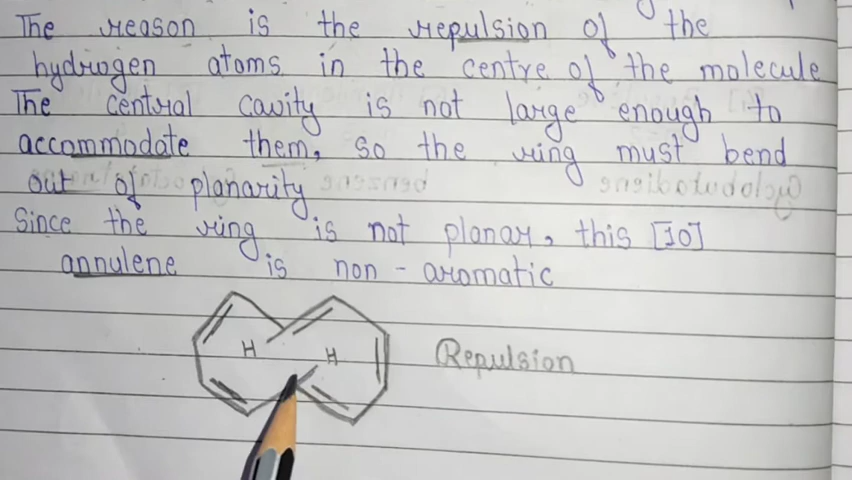 The reason is the repulsion of the
hydrogen atoms in the centre of the molecule
The central cavity is not large enough to
accommodate them, so the ring must bend
out of planarity
Since the ring is not planar, this [10]
annulene is non-aromatic
H
H
Repulsion